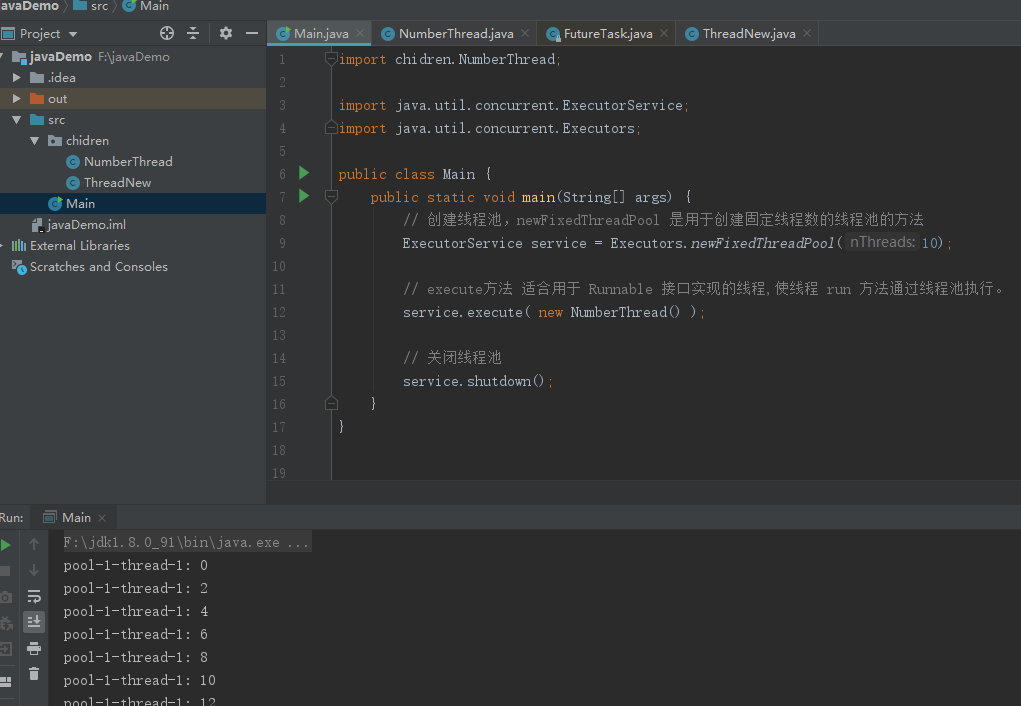 avaDemo src Main
Project
Main.java NumberThread.java FutureTask.java ThreadNew.java
javaDemo F:\javaDemo
.idea
out
src
chidren
NumberThread
ThreadNew
Main
javaDemo.iml
External Libraries
Scratches and Consoles
1 import chidren.NumberThread;
2
3 import java.util.concurrent.ExecutorService;
4 import java.util.concurrent.Executors;
5
6 public class Main {
7 public static void main(String[] args) {
8 // 创建线程池，newFixedThreadPool 是用于创建固定线程数的线程池的方法
9 ExecutorService service = Executors.newFixedThreadPool( nThreads: 10);
10
11 // execute方法 适合用于 Runnable 接口实现的线程,使线程 run 方法通过线程池执行。
12 service.execute( new NumberThread() );
13
14 // 关闭线程池
15 service.shutdown();
16 }
17 }
18
19
Run: Main
F:\jdk1.8.0_91\bin\java.exe ...
pool-1-thread-1: 0
pool-1-thread-1: 2
pool-1-thread-1: 4
pool-1-thread-1: 6
pool-1-thread-1: 8
pool-1-thread-1: 10
pool-1-thread-1: 12